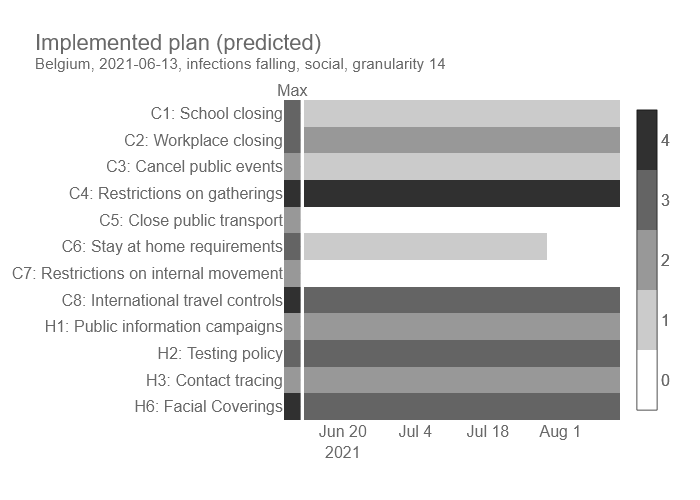 Implemented plan (predicted)
Belgium, 2021-06-13, infections falling, social, granularity 14
Max
C1: School closing
C2: Workplace closing
C3: Cancel public events
C4: Restrictions on gatherings
C5: Close public transport
C6: Stay at home requirements
C7: Restrictions on internal movement
C8: International travel controls
H1: Public information campaigns
H2: Testing policy
H3: Contact tracing
H6: Facial Coverings
Jun 20 Jul 4 Jul 18 Aug 1
2021
4
3
2
1
0